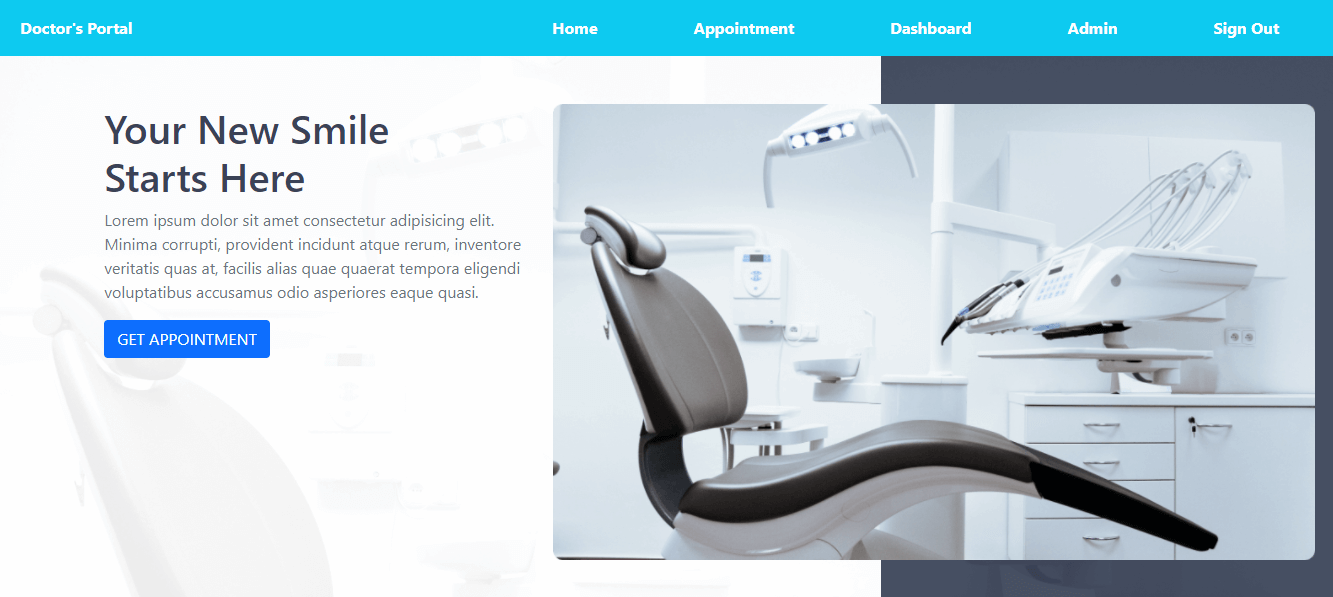 Doctor's Portal
Home
Appointment
Dashboard
Admin
Sign Out
Your New Smile
Starts Here
Lorem ipsum dolor sit amet consectetur adipisicing elit.
Minima corrupti, provident incidunt atque rerum, inventore
veritatis quas at, facilis alias quae quaerat tempora eligendi
voluptatibus accusamus odio asperiores eaque quasi.
GET APPOINTMENT